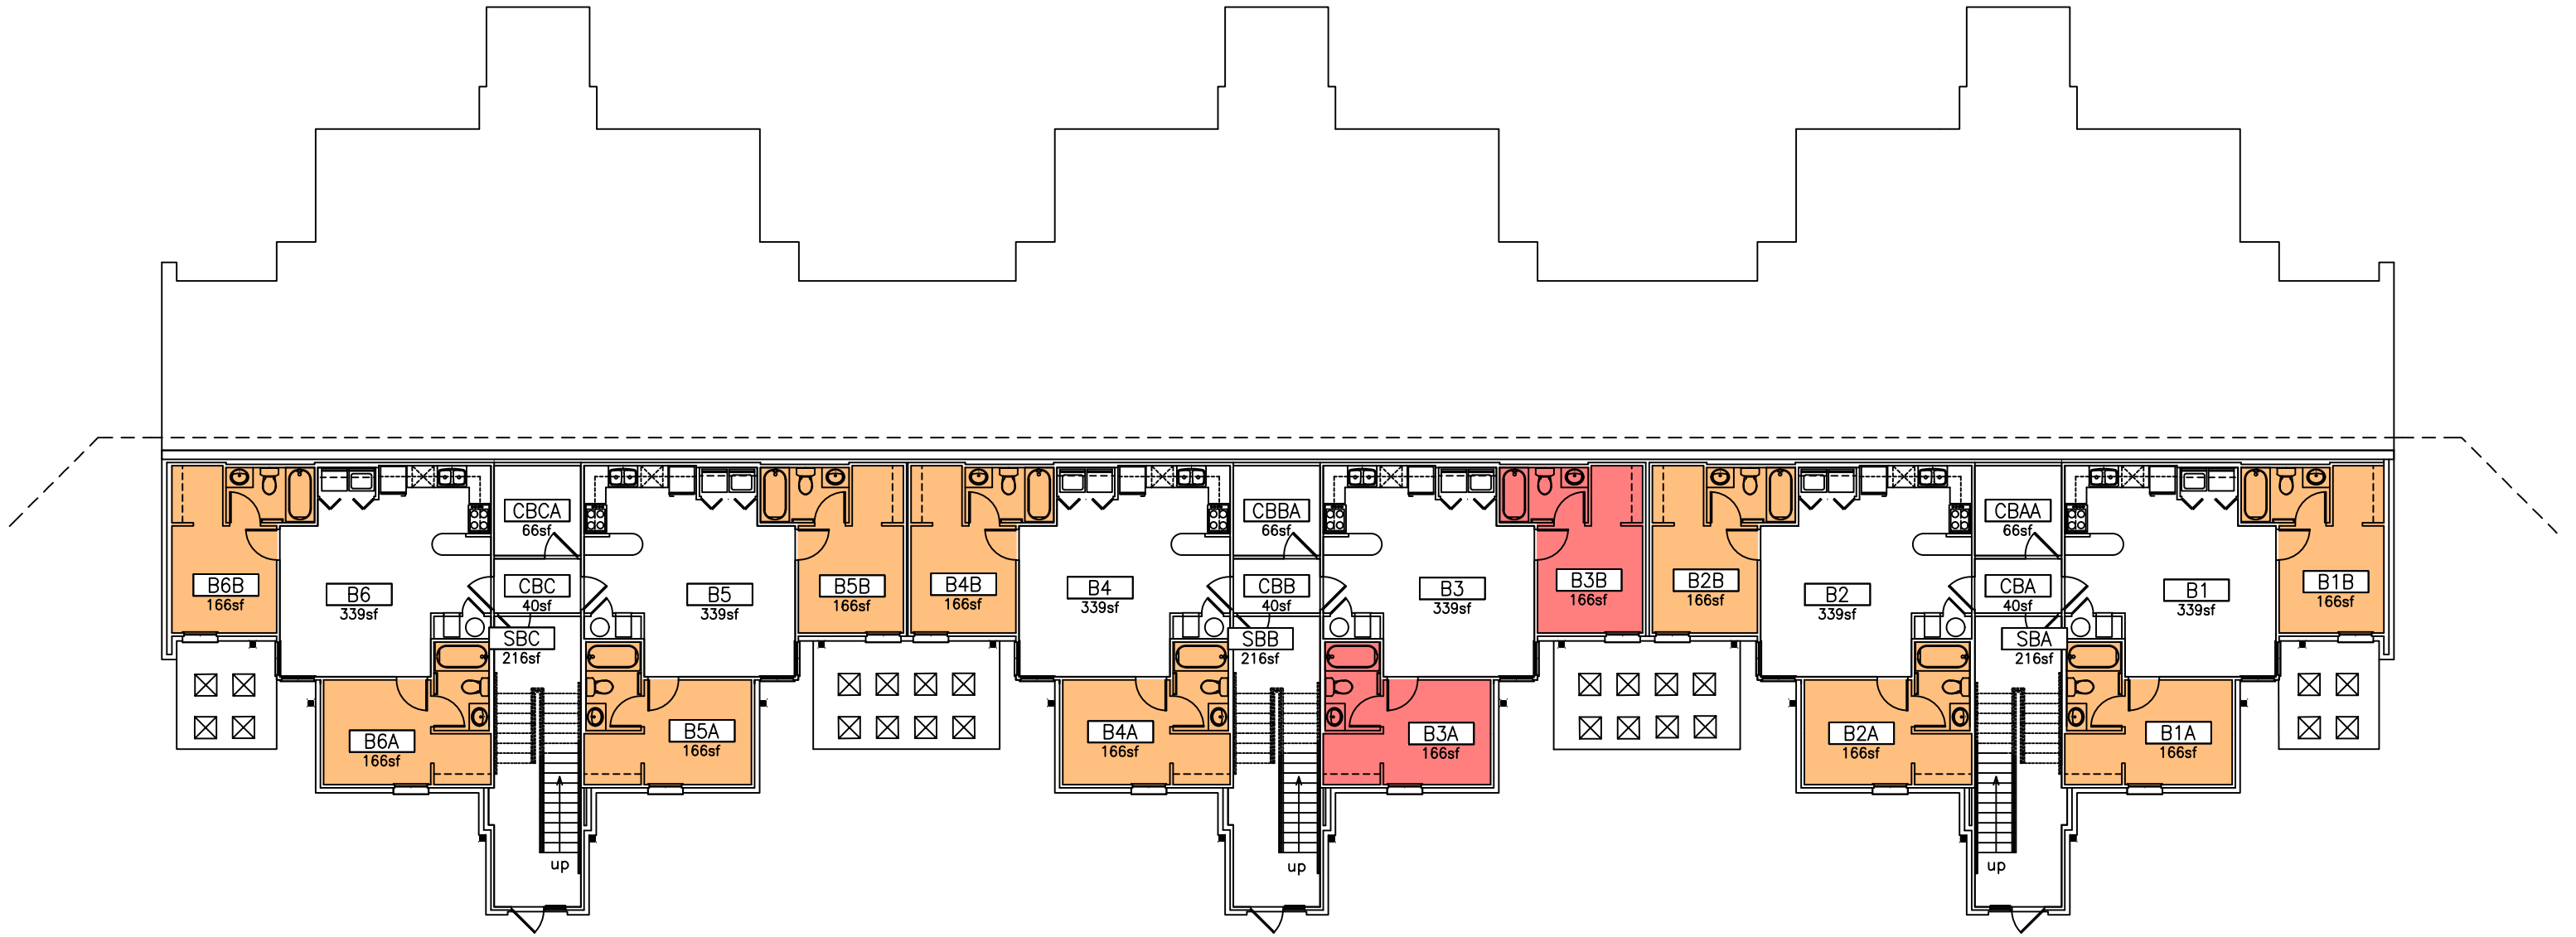 CBCA
66sf
CBBA
66sf
CBAA
66sf
B6B
166sf
B6
339sf
CBC
40sf
B5
339sf
B5B
166sf
B4B
166sf
B4
339sf
CBB
40sf
B3
339sf
B3B
166sf
B2B
166sf
B2
339sf
CBA
40sf
B1
339sf
B1B
166sf
SBC
216sf
SBB
216sf
SBA
216sf
B6A
166sf
B5A
166sf
B4A
166sf
B3A
166sf
B2A
166sf
B1A
166sf
up
up
up